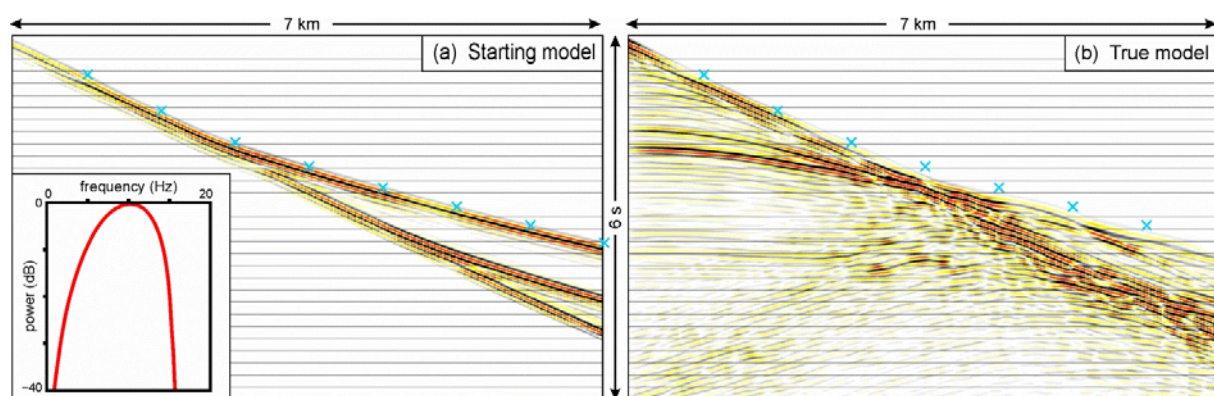 7 km
7 km
(a) Starting model
(b) True model
6 s
frequency (Hz)
0
20
0
power (dB)
−40